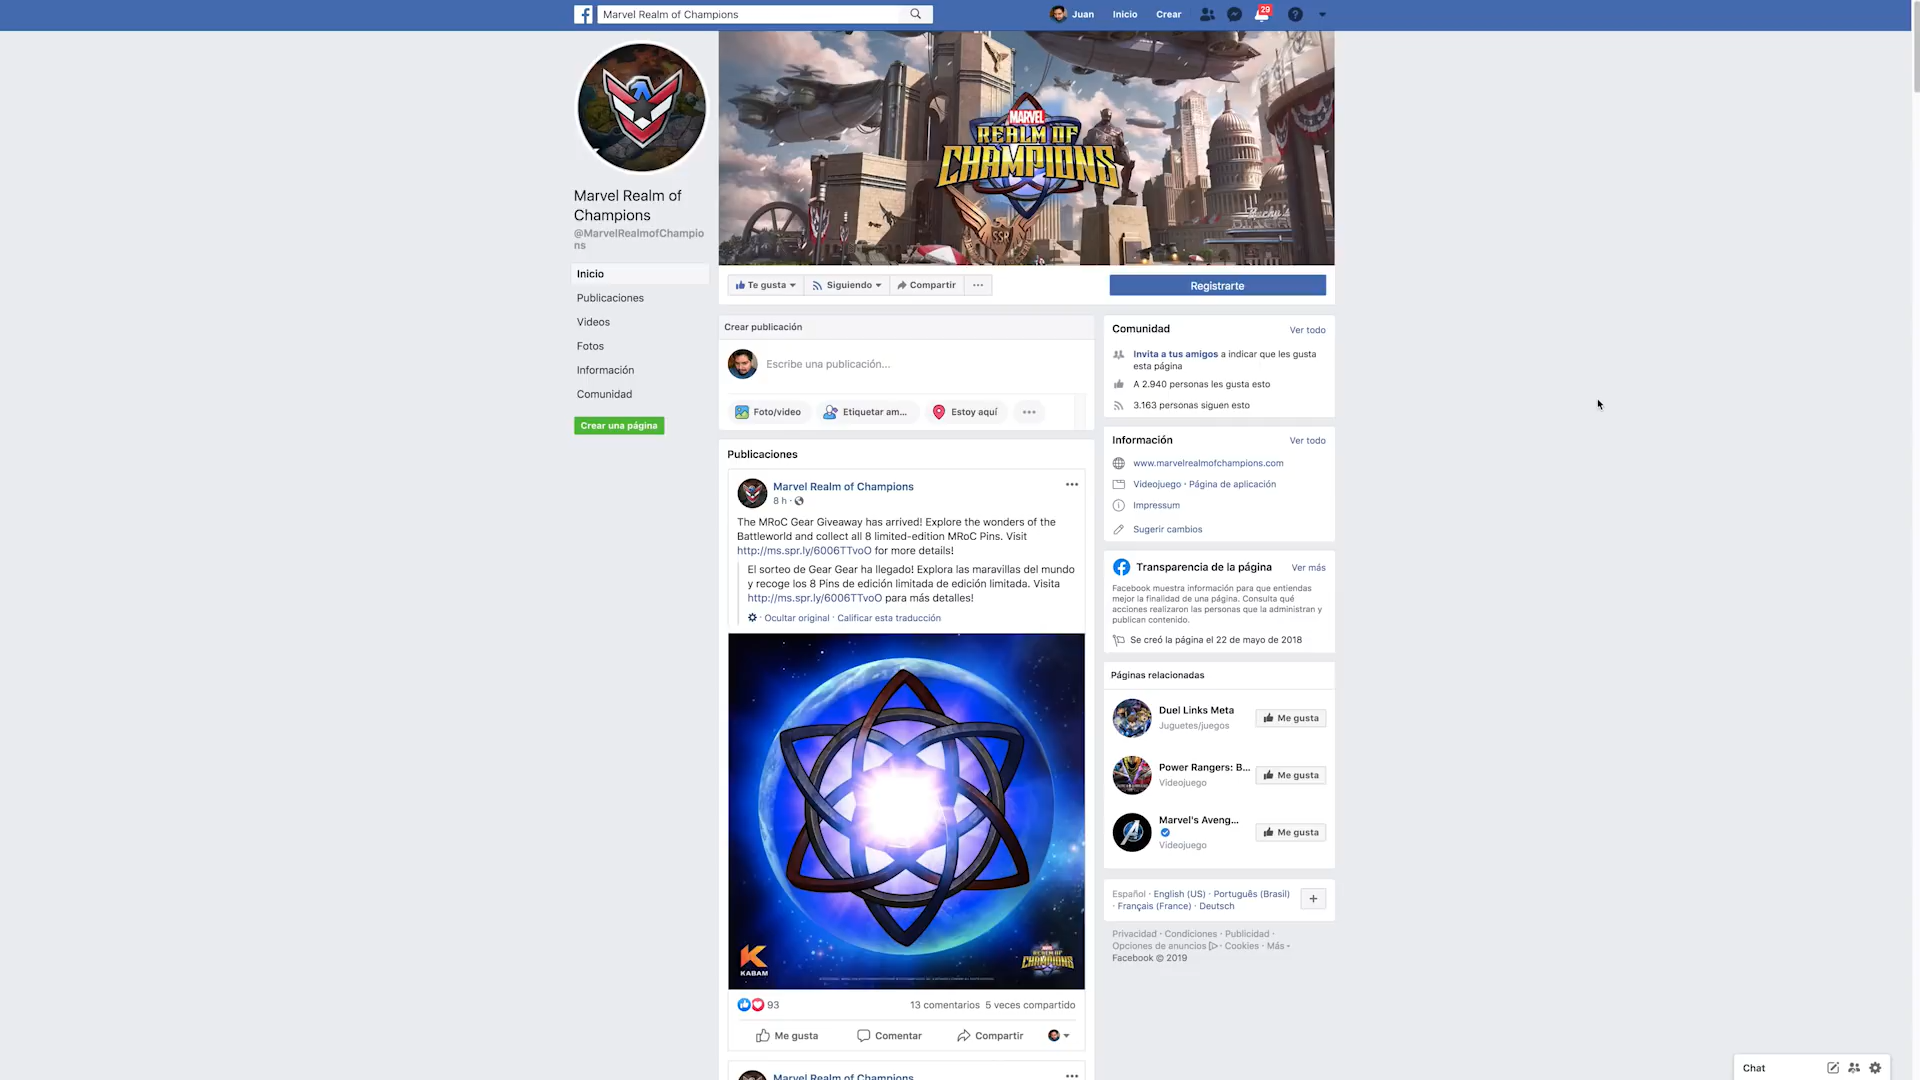 Marvel Realm of Champions
Juan
Inicio
Crear
29
MARVEL
REALM OF
CHAMPIONS
SSP
Marvel Realm of
Champions
@MarvelRealmofChampio
ns
Inicio
Publicaciones
Videos
Fotos
Información
Comunidad
Crear una página
Te gusta
Siguiendo
Compartir
Registrarte
Crear publicación
Escribe una publicación...
Foto/video
Etiquetar am...
Estoy aquí
Publicaciones
Marvel Realm of Champions
8 h ·
The MRoC Gear Giveaway has arrived! Explore the wonders of the
Battleworld and collect all 8 limited-edition MRoC Pins. Visit
http://ms.spr.ly/6006TTvoO for more details!
El sorteo de Gear Gear ha llegado! Explora las maravillas del mundo
y recoge los 8 Pins de edición limitada de edición limitada. Visita
http://ms.spr.ly/6006TTvoO para más detalles!
· Ocultar original · Calificar esta traducción
KABAM
REALM OF
CHAMPIONS
93
13 comentarios 5 veces compartido
Me gusta
Comentar
Compartir
Marvel Realm of Champions
Comunidad
Ver todo
Invita a tus amigos a indicar que les gusta
esta página
A 2.940 personas les gusta esto
3.163 personas siguen esto
Información
Ver todo
www.marvelrealmofchampions.com
Videojuego · Página de aplicación
Impressum
Sugerir cambios
Transparencia de la página
Ver más
Facebook muestra información para que entiendas
mejor la finalidad de una página. Consulta qué
acciones realizaron las personas que la administran y
publican contenido.
Se creó la página el 22 de mayo de 2018
Páginas relacionadas
Duel Links Meta
Juguetes/juegos
Me gusta
Power Rangers: B...
Videojuego
Me gusta
Marvel's Aveng...
Videojuego
Me gusta
Español · English (US) · Português (Brasil)
· Français (France) · Deutsch
Privacidad · Condiciones · Publicidad ·
Opciones de anuncios · Cookies · Más
Facebook © 2019
Chat